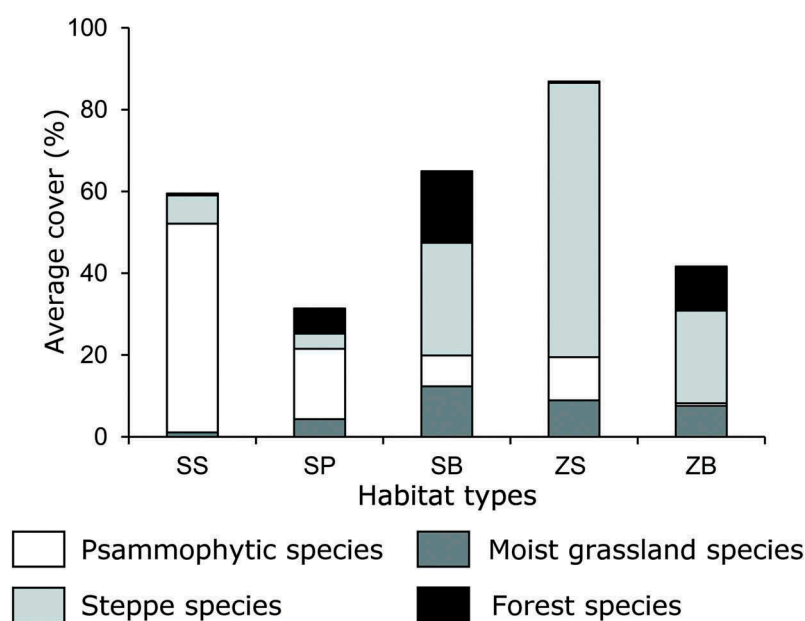 Average cover (%)
100
80
60
40
20
0
SS SP SB ZS ZB
Habitat types
Psammophytic species Moist grassland species
Steppe species Forest species